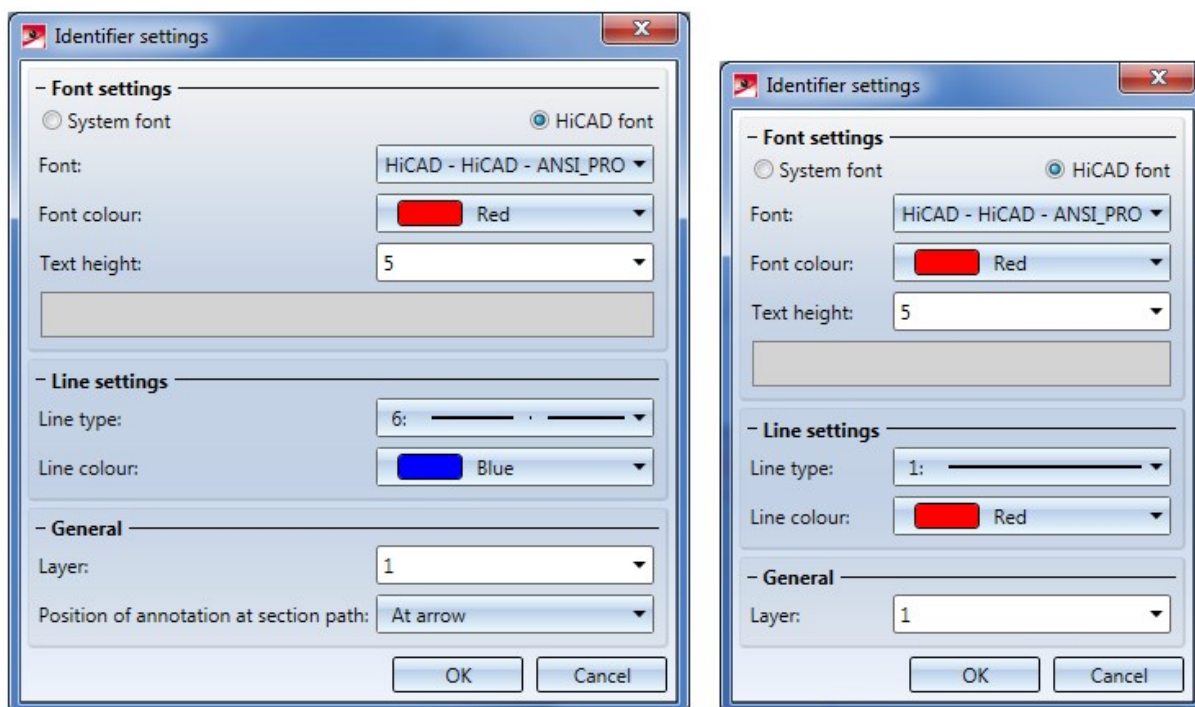 Identifier settings
Font settings
System font
HiCAD font
Font:
HiCAD - HiCAD - ANSI_PRO
Font colour:
Red
Text height:
5
Line settings
Line type:
6:
Line colour:
Blue
General
Layer:
1
Position of annotation at section path:
At arrow
OK
Cancel
Identifier settings
Font settings
System font
HiCAD font
Font:
HiCAD - HiCAD - ANSI_PRO
Font colour:
Red
Text height:
5
Line settings
Line type:
1:
Line colour:
Red
General
Layer:
1
OK
Cancel